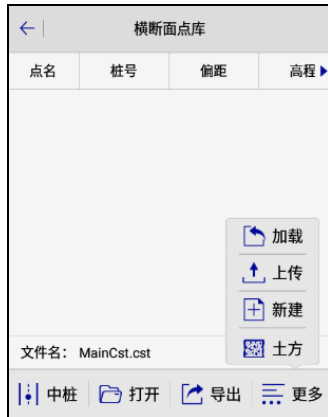 横断面点库
点名 桩号 偏距 高程
加载
上传
新建
土方
文件名： MainCst.cst
中桩 打开 导出 更多